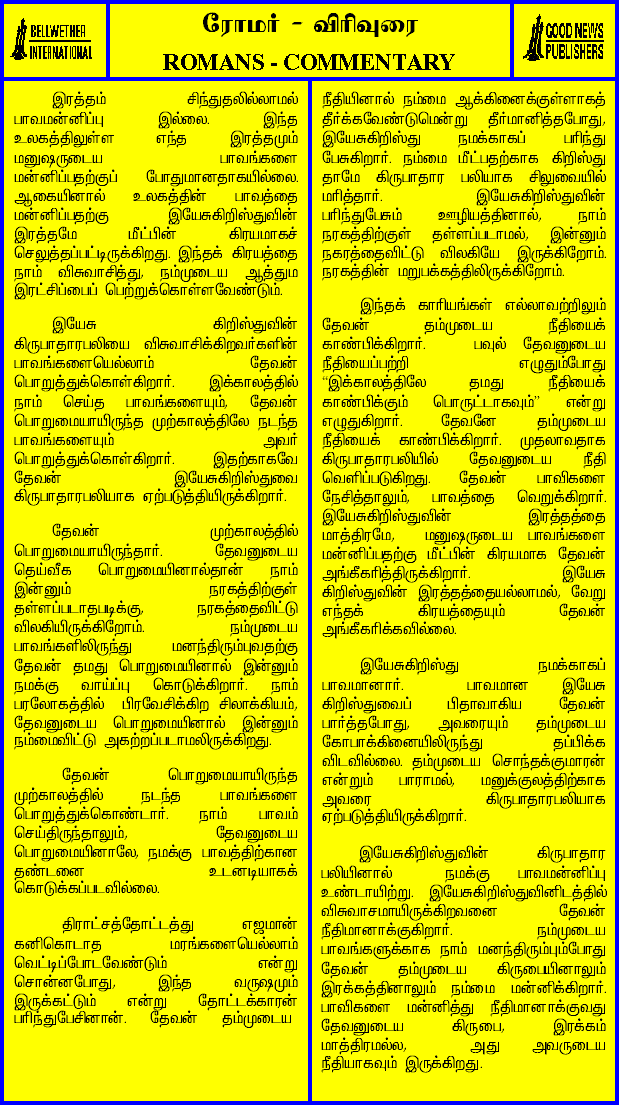 BELLWETHER
INTERNATIONAL
ரோமர் - விரிவுரை
ROMANS - COMMENTARY
GOOD NEWS
PUBLISHERS
இரத்தம் சிந்துதலில்லாமல்
பாவமன்னிப்பு இல்லை. இந்த
உலகத்திலுள்ள எந்த இரத்தமும்
மனுஷருடைய பாவங்களை
மன்னிப்பதற்குப் போதுமானதாகயில்லை.
ஆகையினால் உலகத்தின் பாவத்தை
மன்னிப்பதற்கு இயேசுகிறிஸ்துவின்
இரத்தமே மீட்பின் கிரயமாகச்
செலுத்தப்பட்டிருக்கிறது. இந்தக் கிரயத்தை
நாம் விசுவாசித்து, நம்முடைய ஆத்தும
இரட்சிப்பைப் பெற்றுக்கொள்ளவேண்டும்.
இயேசு கிறிஸ்துவின்
கிருபாதாரபலியை விசுவாசிக்கிறவர்களின்
பாவங்களையெல்லாம் தேவன்
பொறுத்துக்கொள்கிறார். இக்காலத்தில்
நாம் செய்த பாவங்களையும், தேவன்
பொறுமையாயிருந்த முற்காலத்திலே நடந்த
பாவங்களையும் அவர்
பொறுத்துக்கொள்கிறார். இதற்காகவே
தேவன் இயேசுகிறிஸ்துவை
கிருபாதாரபலியாக ஏற்படுத்தியிருக்கிறார்.
தேவன் முற்காலத்தில்
பொறுமையாயிருந்தார். தேவனுடைய
தெய்வீக பொறுமையினால்தான் நாம்
இன்னும் நரகத்திற்குள்
தள்ளப்படாதபடிக்கு, நரகத்தைவிட்டு
விலகியிருக்கிறோம். நம்முடைய
பாவங்களிலிருந்து மனந்திரும்புவதற்கு
தேவன் தமது பொறுமையினால் இன்னும்
நமக்கு வாய்ப்பு கொடுக்கிறார். நாம்
பரலோகத்தில் பிரவேசிக்கிற சிலாக்கியம்,
தேவனுடைய பொறுமையினால் இன்னும்
நம்மைவிட்டு அகற்றப்படாமலிருக்கிறது.
தேவன் பொறுமையாயிருந்த
முற்காலத்தில் நடந்த பாவங்களை
பொறுத்துக்கொண்டார். நாம் பாவம்
செய்திருந்தாலும், தேவனுடைய
பொறுமையினாலே, நமக்கு பாவத்திற்கான
தண்டனை உடனடியாகக்
கொடுக்கப்படவில்லை.
திராட்சத்தோட்டத்து எஜமான்
கனிகொடாத மரங்களையெல்லாம்
வெட்டிப்போடவேண்டும் என்று
சொன்னபோது, இந்த வருஷமும்
இருக்கட்டும் என்று தோட்டக்காரன்
பரிந்துபேசினான். தேவன் தம்முடைய
நீதியினால் நம்மை ஆக்கினைக்குள்ளாகத்
தீர்க்கவேண்டுமென்று தீர்மானித்தபோது,
இயேசுகிறிஸ்து நமக்காகப் பரிந்து
பேசுகிறார். நம்மை மீட்பதற்காக கிறிஸ்து
தாமே கிருபாதார பலியாக சிலுவையில்
மரித்தார். இயேசுகிறிஸ்துவின்
பரிந்துபேசும் ஊழியத்தினால், நாம்
நரகத்திற்குள் தள்ளப்படாமல், இன்னும்
நகரத்தைவிட்டு விலகியே இருக்கிறோம்.
நரகத்தின் மறுபக்கத்திலிருக்கிறோம்.
இந்தக் காரியங்கள் எல்லாவற்றிலும்
தேவன் தம்முடைய நீதியைக்
காண்பிக்கிறார். பவுல் தேவனுடைய
நீதியைப்பற்றி எழுதும்போது
“இக்காலத்திலே தமது நீதியைக்
காண்பிக்கும் பொருட்டாகவும்” என்று
எழுதுகிறார். தேவனே தம்முடைய
நீதியைக் காண்பிக்கிறார். முதலாவதாக
கிருபாதாரபலியில் தேவனுடைய நீதி
வெளிப்படுகிறது. தேவன் பாவிகளை
நேசித்தாலும், பாவத்தை வெறுக்கிறார்.
இயேசுகிறிஸ்துவின் இரத்தத்தை
மாத்திரமே, மனுஷருடைய பாவங்களை
மன்னிப்பதற்கு மீட்பின் கிரயமாக தேவன்
அங்கீகரித்திருக்கிறார். இயேசு
கிறிஸ்துவின் இரத்தத்தையல்லாமல், வேறு
எந்தக் கிரயத்தையும் தேவன்
அங்கீகரிக்கவில்லை.
இயேசுகிறிஸ்து நமக்காகப்
பாவமானார். பாவமான இயேசு
கிறிஸ்துவைப் பிதாவாகிய தேவன்
பார்த்தபோது, அவரையும் தம்முடைய
கோபாக்கினையிலிருந்து தப்பிக்க
விடவில்லை. தம்முடைய சொந்தக்குமாரன்
என்றும் பாராமல், மனுக்குலத்திற்காக
அவரை கிருபாதாரபலியாக
ஏற்படுத்தியிருக்கிறார்.
இயேசுகிறிஸ்துவின் கிருபாதார
பலியினால் நமக்கு பாவமன்னிப்பு
உண்டாயிற்று. இயேசுகிறிஸ்துவினிடத்தில்
விசுவாசமாயிருக்கிறவனை தேவன்
நீதிமானாக்குகிறார். நம்முடைய
பாவங்களுக்காக நாம் மனந்திரும்பும்போது
தேவன் தம்முடைய கிருபையினாலும்
இரக்கத்தினாலும் நம்மை மன்னிக்கிறார்.
பாவிகளை மன்னித்து நீதிமானாக்குவது
தேவனுடைய கிருபை, இரக்கம்
மாத்திரமல்ல, அது அவருடைய
நீதியாகவும் இருக்கிறது.